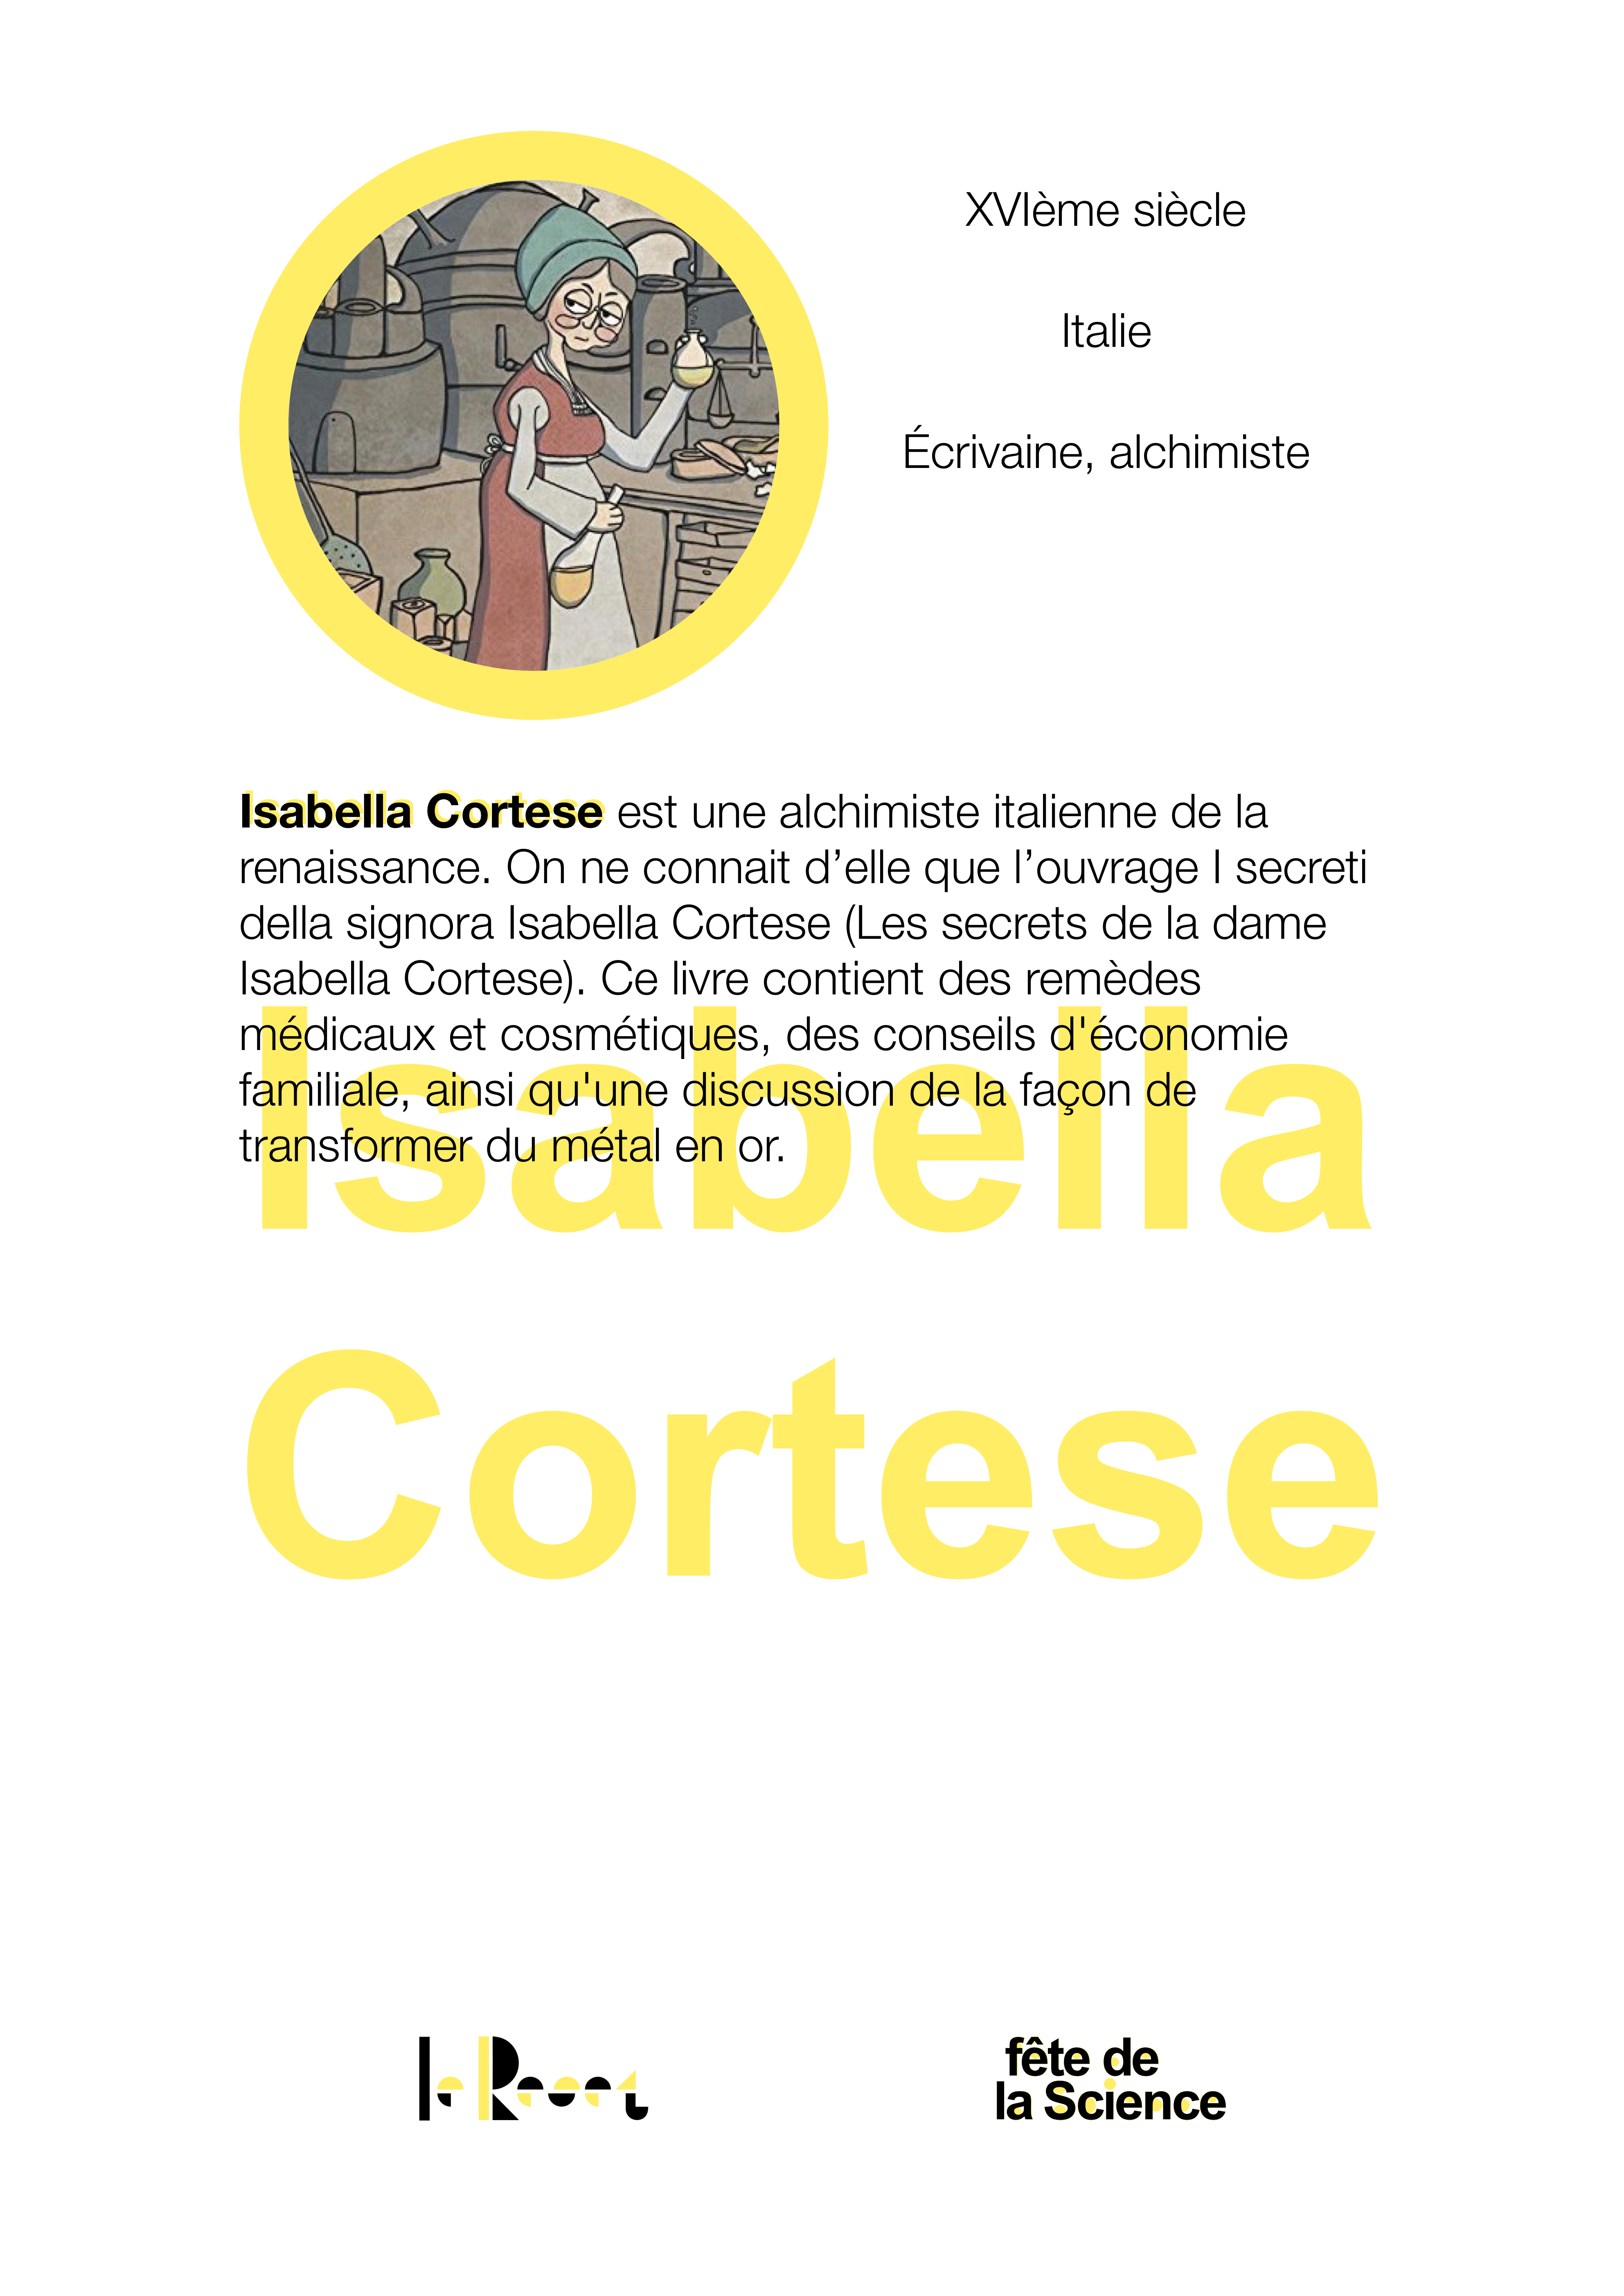 XVIème siècle
Italie
Écrivaine, alchimiste
Isabella Cortese est une alchimiste italienne de la
renaissance. On ne connait d’elle que l’ouvrage I secreti
della signora Isabella Cortese (Les secrets de la dame
Isabella Cortese). Ce livre contient des remèdes
médicaux et cosmétiques, des conseils d'économie
familiale, ainsi qu'une discussion de la façon de
transformer du métal en or.
Isabella
Cortese
le Reset
fête de
la Science